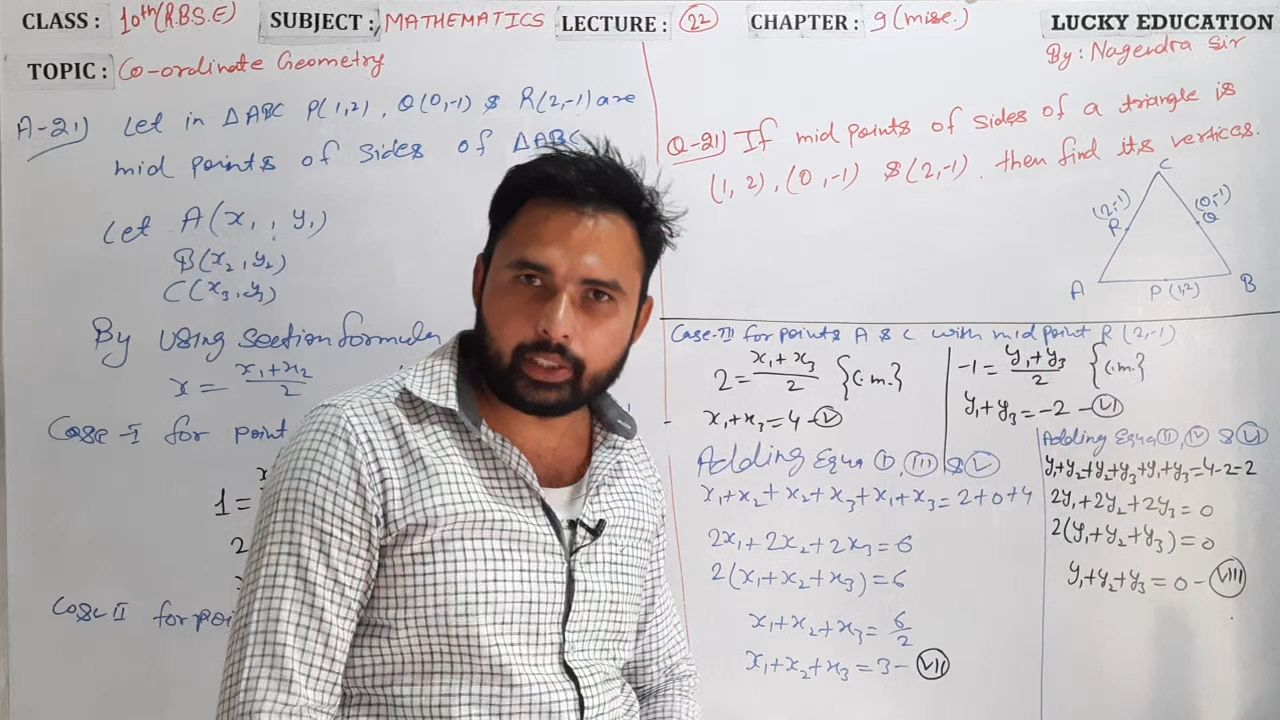 CLASS : 10th (R.B.S.E) SUBJECT : MATHEMATICS LECTURE : 22 CHAPTER : 9 (misc.) LUCKY EDUCATION
By: Nagendra Sir
TOPIC : Co-ordinate Geometry
A-21) Let in △ABC P(1,2), Q(0,-1) & R(2,-1) are
mid points of sides of △ABC
Let A(x₁, y₁)
B(x₂, y₂)
C(x₃, y₃)
By using section formula
x = (x₁+x₂)/2
Case-I for point
1 =
2
Case II for poi
Q-21) If mid points of sides of a triangle is
(1, 2), (0, -1) & (2, -1). then find its vertices.
C
(2,-1)
R
(0,-1)
Q
A
P (1,2)
B
Case-III for points A & C with mid point R (2,-1)
2 = (x₁+x₃)/2 {c.m.}
x₁+x₃=4 - Ⅴ
-1 = (y₁+y₃)/2 {c.m.}
y₁+y₃=-2 - Ⅵ
Adding Equa Ⅰ, Ⅲ & Ⅴ
x₁+x₂+x₂+x₃+x₁+x₃=2+0+4
2x₁+2x₂+2x₃=6
2(x₁+x₂+x₃)=6
x₁+x₂+x₃=6/2
x₁+x₂+x₃=3 - Ⅶ
Adding Equa Ⅱ, Ⅳ & Ⅵ
y₁+y₂+y₂+y₃+y₁+y₃=4-2-2
2y₁+2y₂+2y₃=0
2(y₁+y₂+y₃)=0
y₁+y₂+y₃=0 - Ⅷ